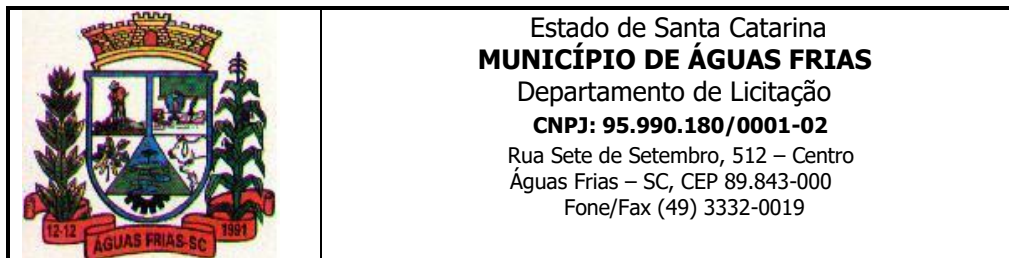 12-12
ÁGUAS FRIAS-SC
1991
Estado de Santa Catarina
MUNICÍPIO DE ÁGUAS FRIAS
Departamento de Licitação
CNPJ: 95.990.180/0001-02
Rua Sete de Setembro, 512 – Centro
Águas Frias – SC, CEP 89.843-000
Fone/Fax (49) 3332-0019